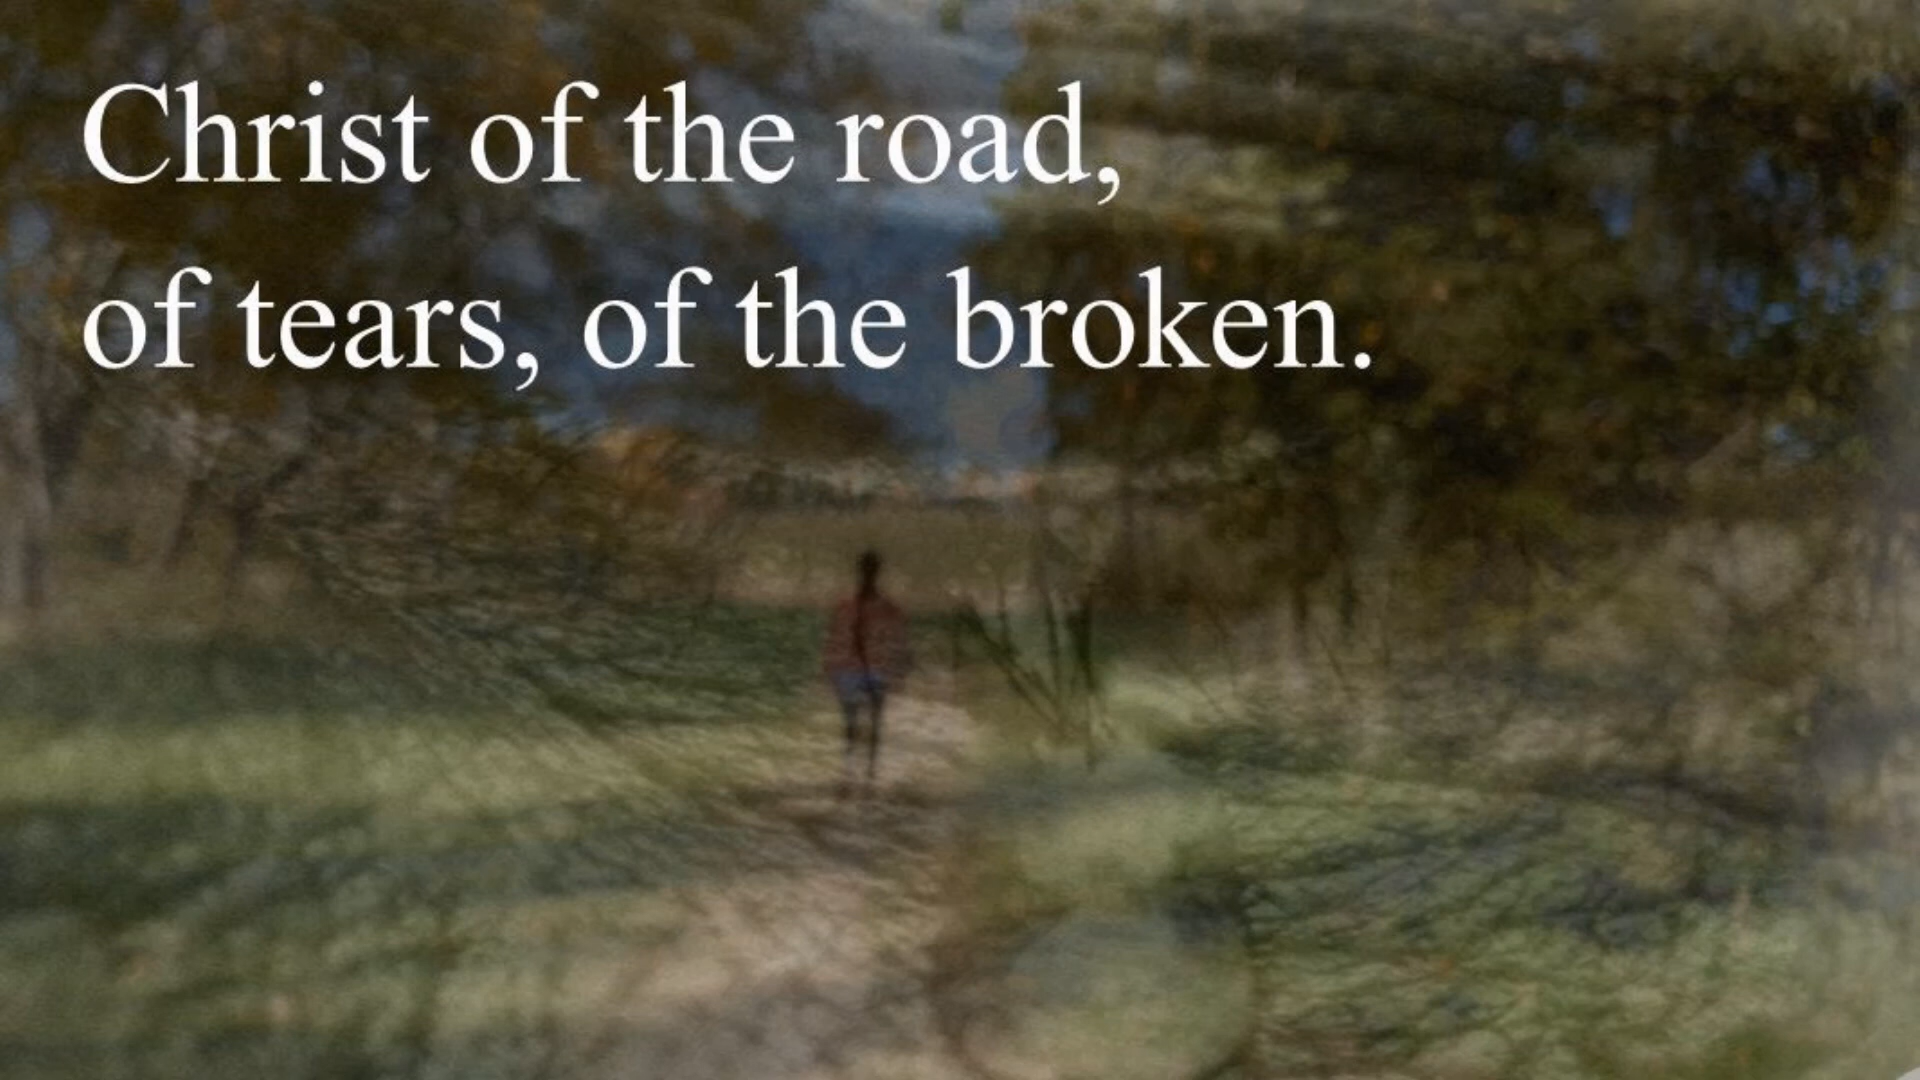 Christ of the road,
of tears, of the broken.